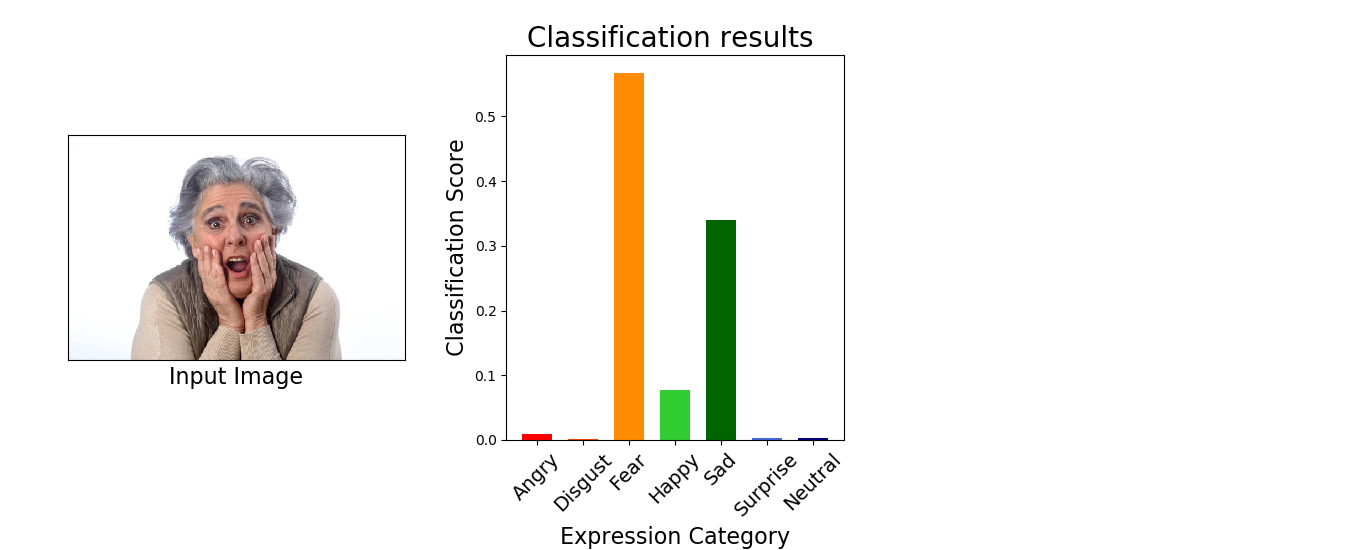 Classification results
Classification Score
0.5
0.4
0.3
0.2
0.1
0.0
Angry
Disgust
Fear
Happy
Sad
Surprise
Neutral
Expression Category
Input Image